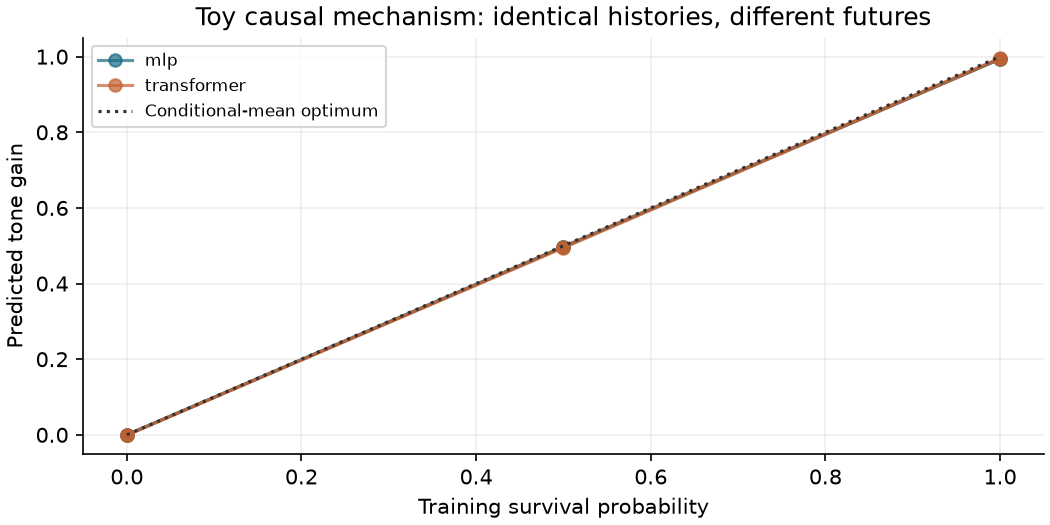 Toy causal mechanism: identical histories, different futures
mlp
transformer
Conditional-mean optimum
Predicted tone gain
1.0
0.8
0.6
0.4
0.2
0.0
0.0 0.2 0.4 0.6 0.8 1.0
Training survival probability